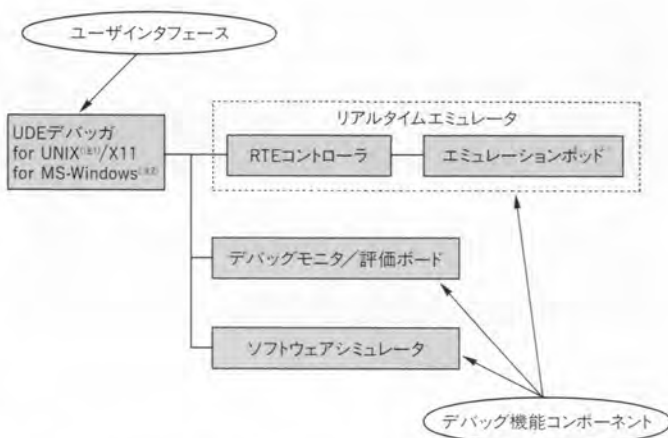 ユーザインタフェース
UDEデバッガ
for UNIX(注1)/X11
for MS-Windows(注2)
リアルタイムエミュレータ
RTEコントローラ
エミュレーションポッド
デバッグモニタ／評価ボード
ソフトウェアシミュレータ
デバッグ機能コンポーネント